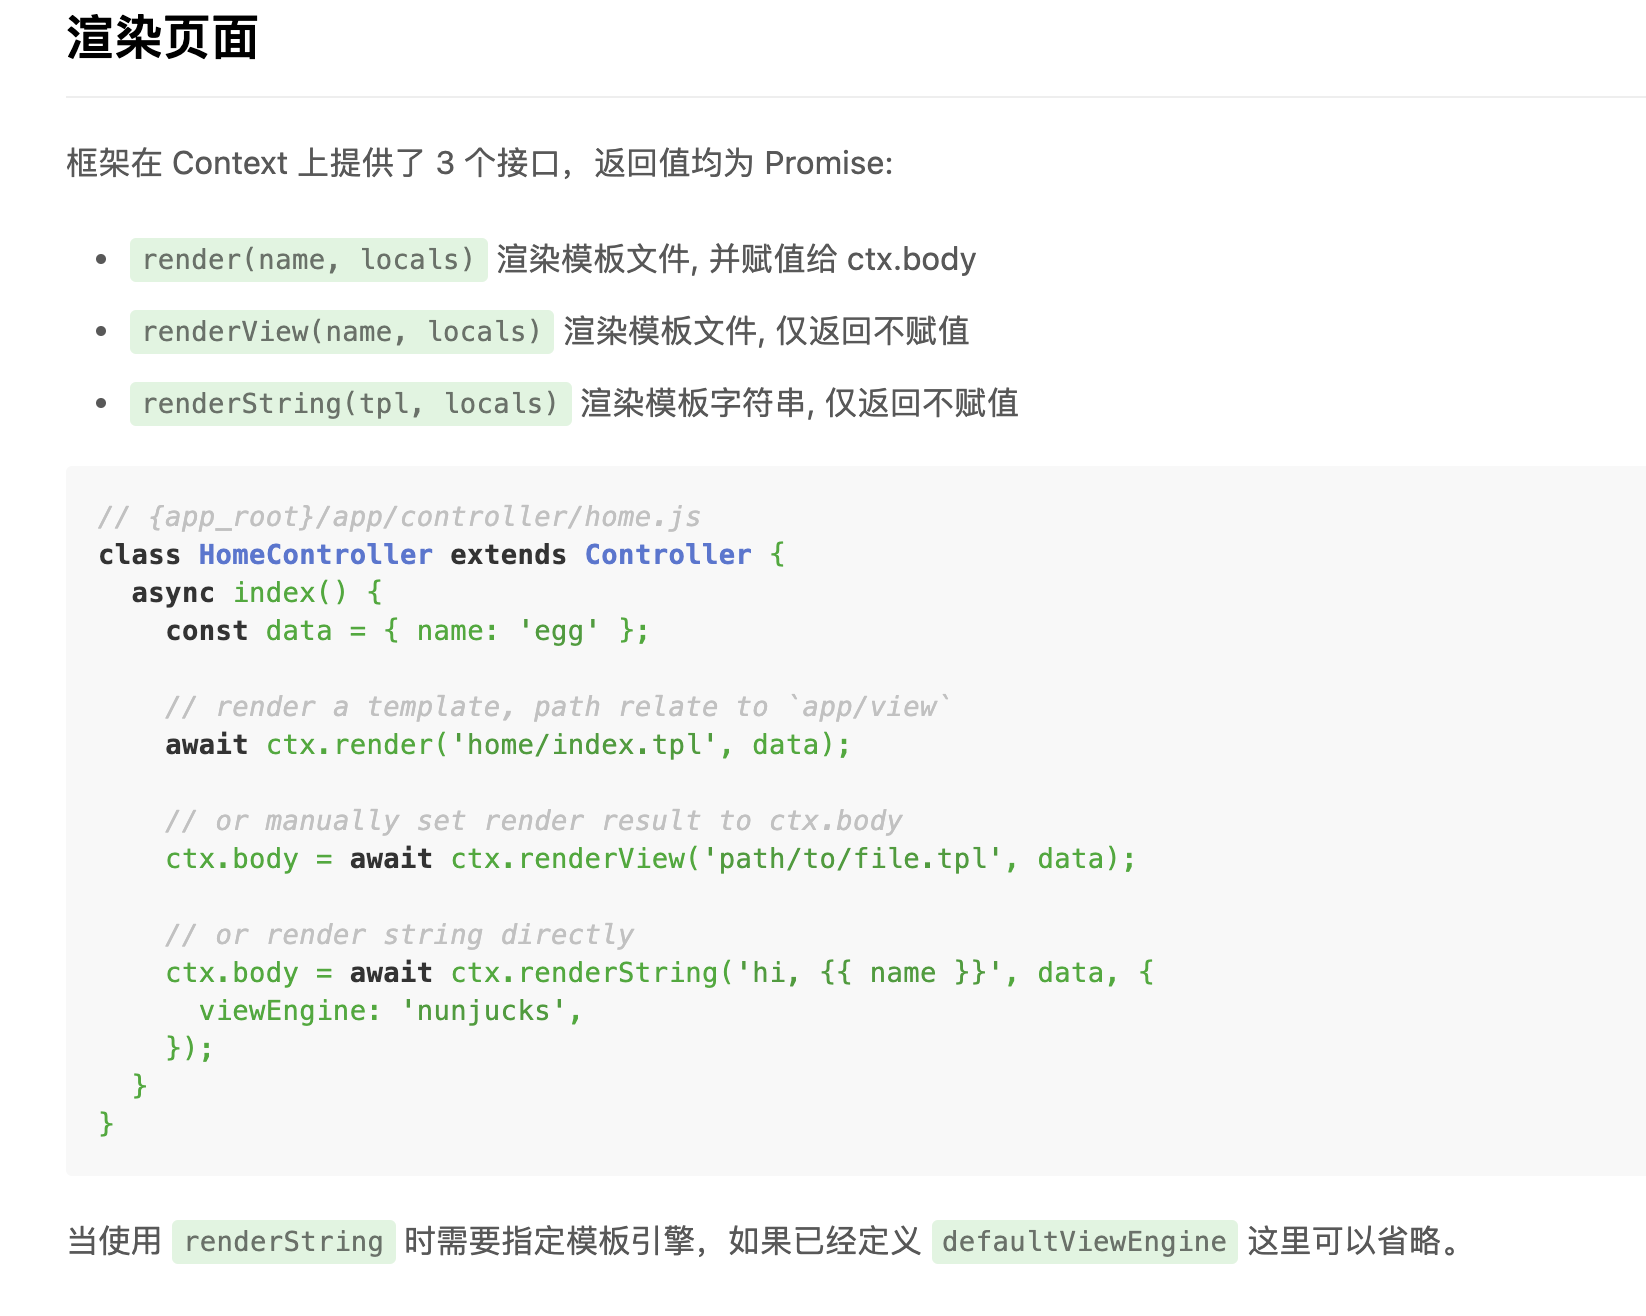 渲染页面
框架在 Context 上提供了 3 个接口，返回值均为 Promise:
• render(name, locals) 渲染模板文件, 并赋值给 ctx.body
• renderView(name, locals) 渲染模板文件, 仅返回不赋值
• renderString(tpl, locals) 渲染模板字符串, 仅返回不赋值
// {app_root}/app/controller/home.js
class HomeController extends Controller {
  async index() {
    const data = { name: 'egg' };
    // render a template, path relate to `app/view`
    await ctx.render('home/index.tpl', data);
    // or manually set render result to ctx.body
    ctx.body = await ctx.renderView('path/to/file.tpl', data);
    // or render string directly
    ctx.body = await ctx.renderString('hi, {{ name }}', data, {
      viewEngine: 'nunjucks',
    });
  }
}
当使用 renderString 时需要指定模板引擎，如果已经定义 defaultViewEngine 这里可以省略。